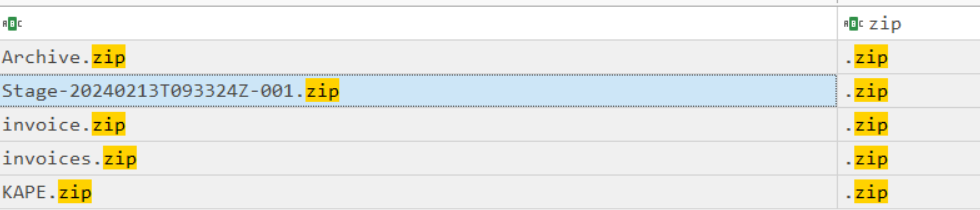 zip
Archive.zip .zip
Stage-20240213T093324Z-001.zip .zip
invoice.zip .zip
invoices.zip .zip
KAPE.zip .zip